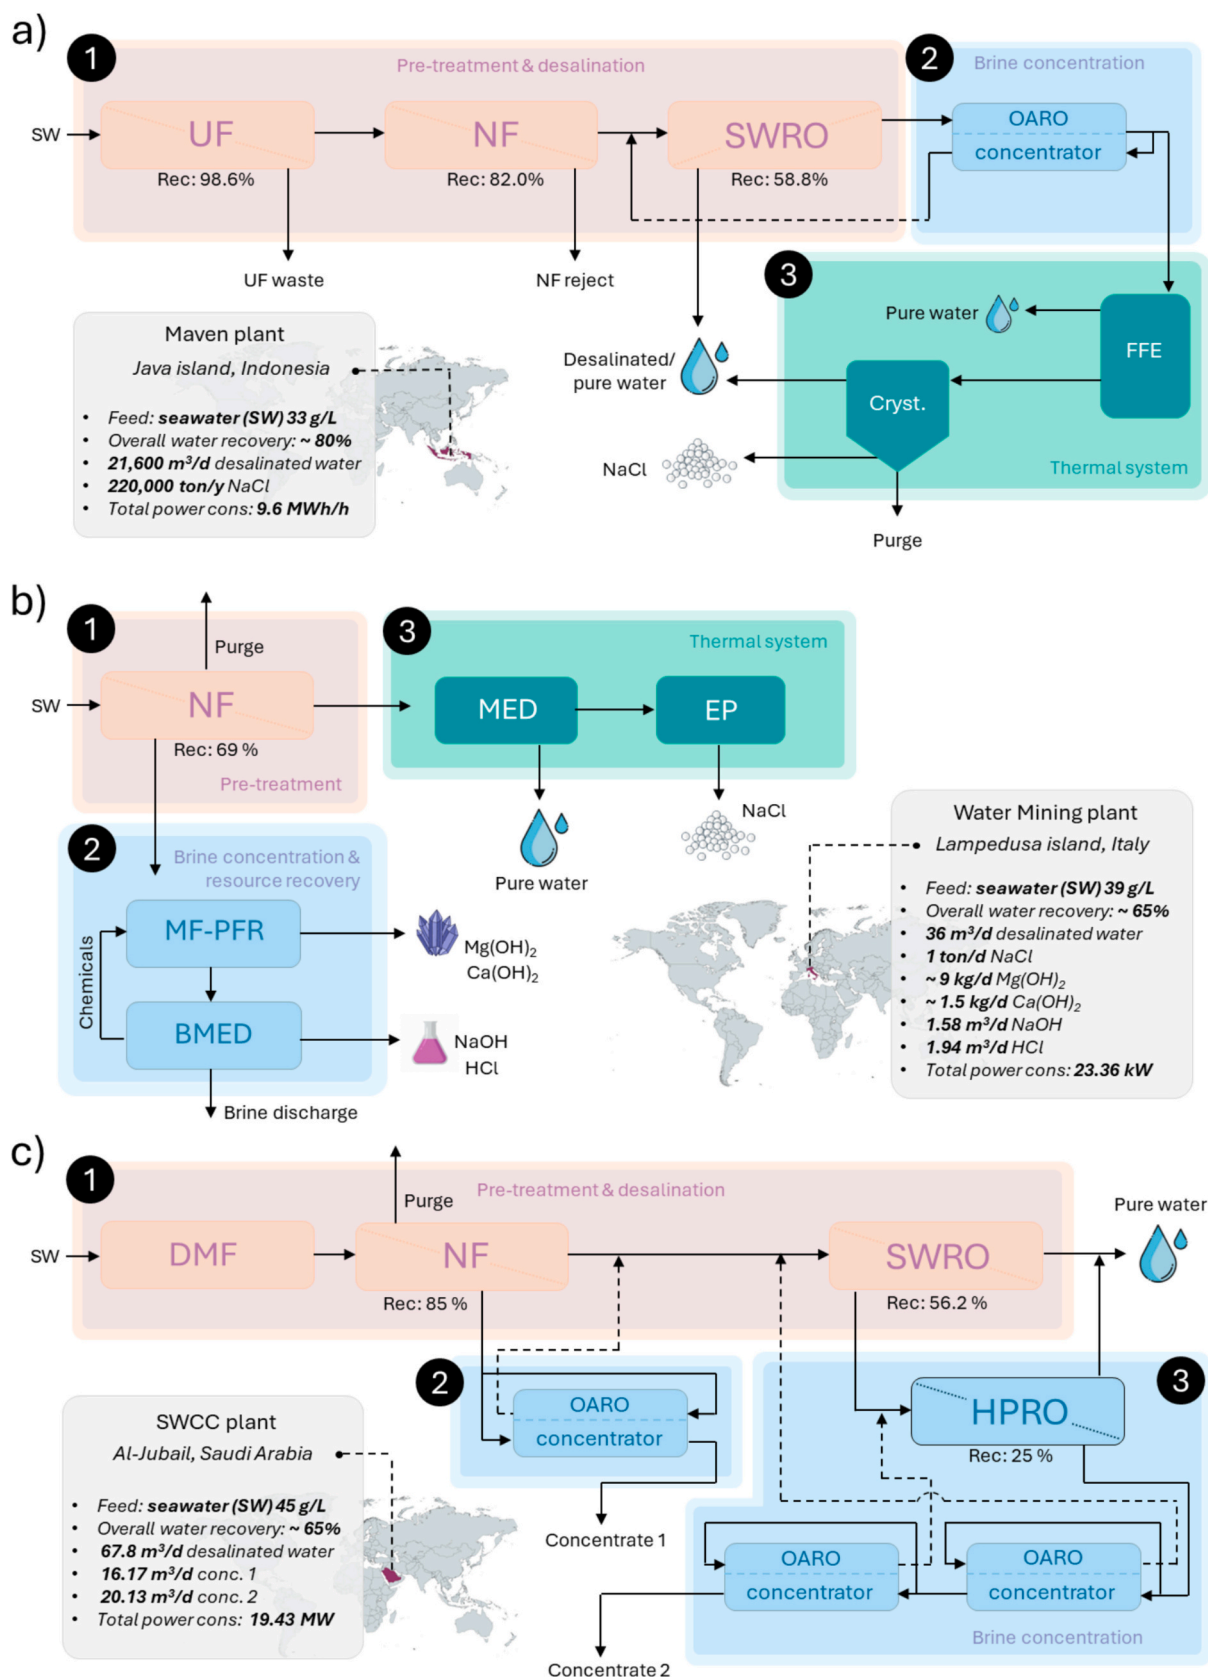 a)
1
Pre-treatment & desalination
2
Brine concentration
SW
UF
NF
SWRO
OARO
concentrator
Rec: 98.6%
Rec: 82.0%
Rec: 58.8%
UF waste
NF reject
3
Maven plant
Java island, Indonesia
• Feed: seawater (SW) 33 g/L
• Overall water recovery: ~ 80%
• 21,600 m³/d desalinated water
• 220,000 ton/y NaCl
• Total power cons: 9.6 MWh/h
Desalinated/
pure water
Pure water
FFE
Cryst.
NaCl
Thermal system
Purge
b)
1
Purge
SW
NF
Rec: 69 %
Pre-treatment
3
Thermal system
MED
EP
Pure water
NaCl
2
Brine concentration &
resource recovery
Chemicals
MF-PFR
BMED
Mg(OH)₂
Ca(OH)₂
NaOH
HCl
Brine discharge
Water Mining plant
Lampedusa island, Italy
• Feed: seawater (SW) 39 g/L
• Overall water recovery: ~ 65%
• 36 m³/d desalinated water
• 1 ton/d NaCl
• ~ 9 kg/d Mg(OH)₂
• ~ 1.5 kg/d Ca(OH)₂
• 1.58 m³/d NaOH
• 1.94 m³/d HCl
• Total power cons: 23.36 kW
c)
1
Purge
Pre-treatment & desalination
Pure water
SW
DMF
NF
SWRO
Rec: 85 %
Rec: 56.2 %
2
OARO
concentrator
Concentrate 1
3
HPRO
Rec: 25 %
OARO
concentrator
OARO
concentrator
Brine concentration
Concentrate 2
SWCC plant
Al-Jubail, Saudi Arabia
• Feed: seawater (SW) 45 g/L
• Overall water recovery: ~ 65%
• 67.8 m³/d desalinated water
• 16.17 m³/d conc. 1
• 20.13 m³/d conc. 2
• Total power cons: 19.43 MW